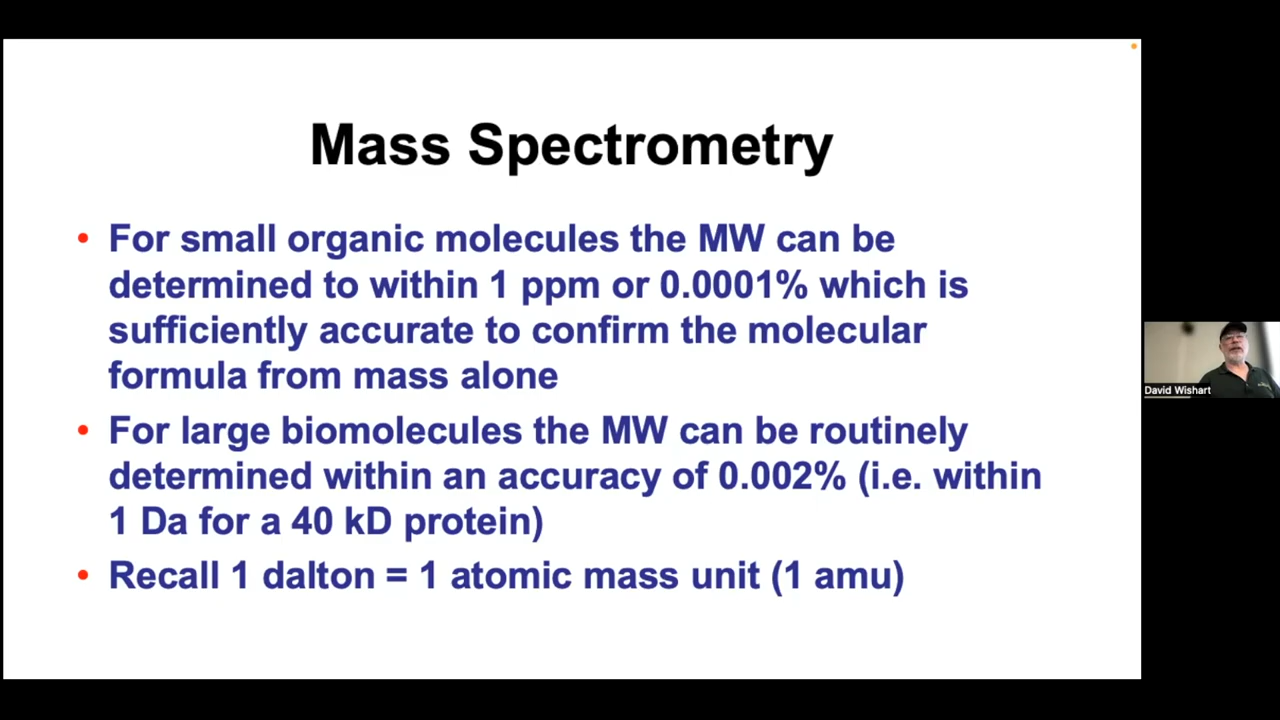 Mass Spectrometry
• For small organic molecules the MW can be
determined to within 1 ppm or 0.0001% which is
sufficiently accurate to confirm the molecular
formula from mass alone
• For large biomolecules the MW can be routinely
determined within an accuracy of 0.002% (i.e. within
1 Da for a 40 kD protein)
• Recall 1 dalton = 1 atomic mass unit (1 amu)
David Wishart